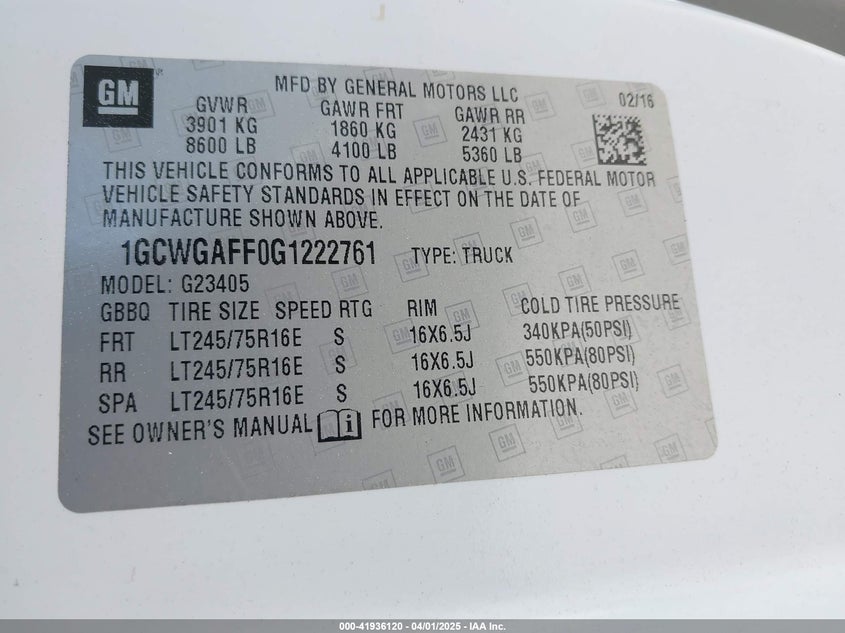 GM
MFD BY GENERAL MOTORS LLC
02/16
GVWR GAWR FRT GAWR RR
3901 KG 1860 KG 2431 KG
8600 LB 4100 LB 5360 LB
THIS VEHICLE CONFORMS TO ALL APPLICABLE U.S. FEDERAL MOTOR
VEHICLE SAFETY STANDARDS IN EFFECT ON THE DATE OF
MANUFACTURE SHOWN ABOVE.
1GCWGAFF0G1222761 TYPE: TRUCK
MODEL: G23405
GBBQ TIRE SIZE SPEED RTG RIM COLD TIRE PRESSURE
FRT LT245/75R16E S 16X6.5J 340KPA(50PSI)
RR LT245/75R16E S 16X6.5J 550KPA(80PSI)
SPA LT245/75R16E S 16X6.5J 550KPA(80PSI)
SEE OWNER'S MANUAL i FOR MORE INFORMATION.
000-41936120 - 04/01/2025 - IAA Inc.